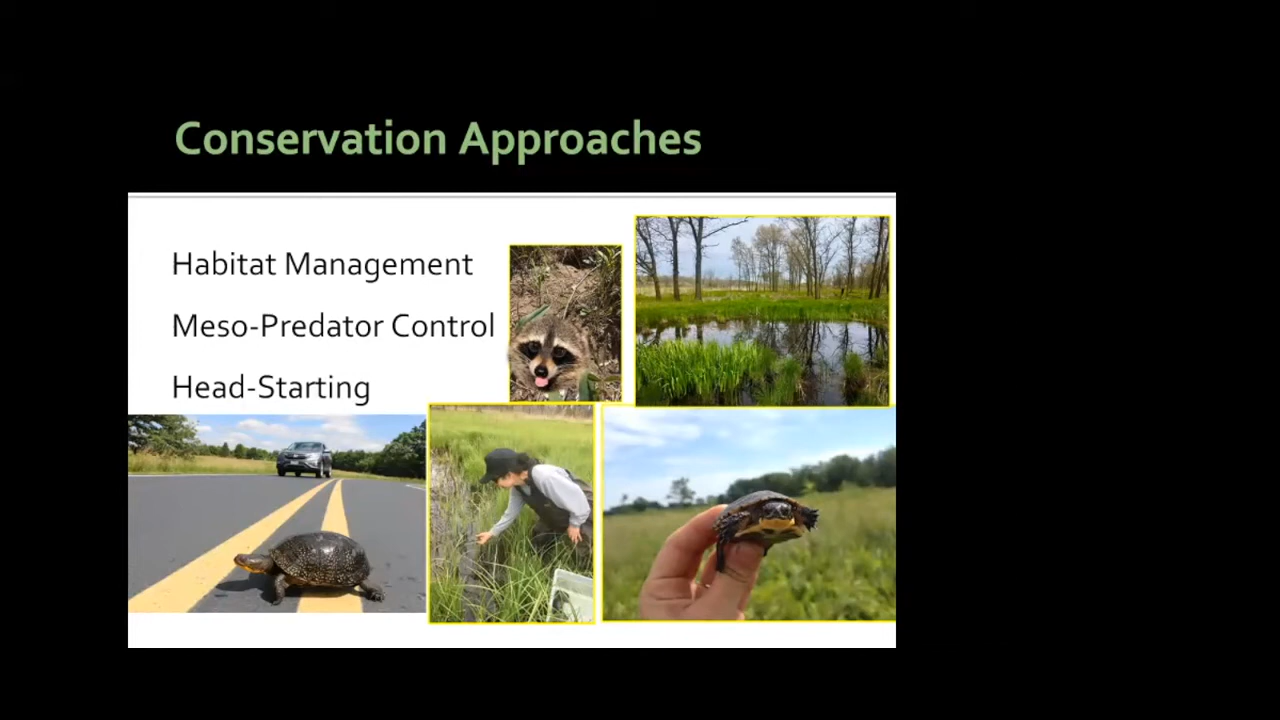 Conservation Approaches
Habitat Management
Meso-Predator Control
Head-Starting